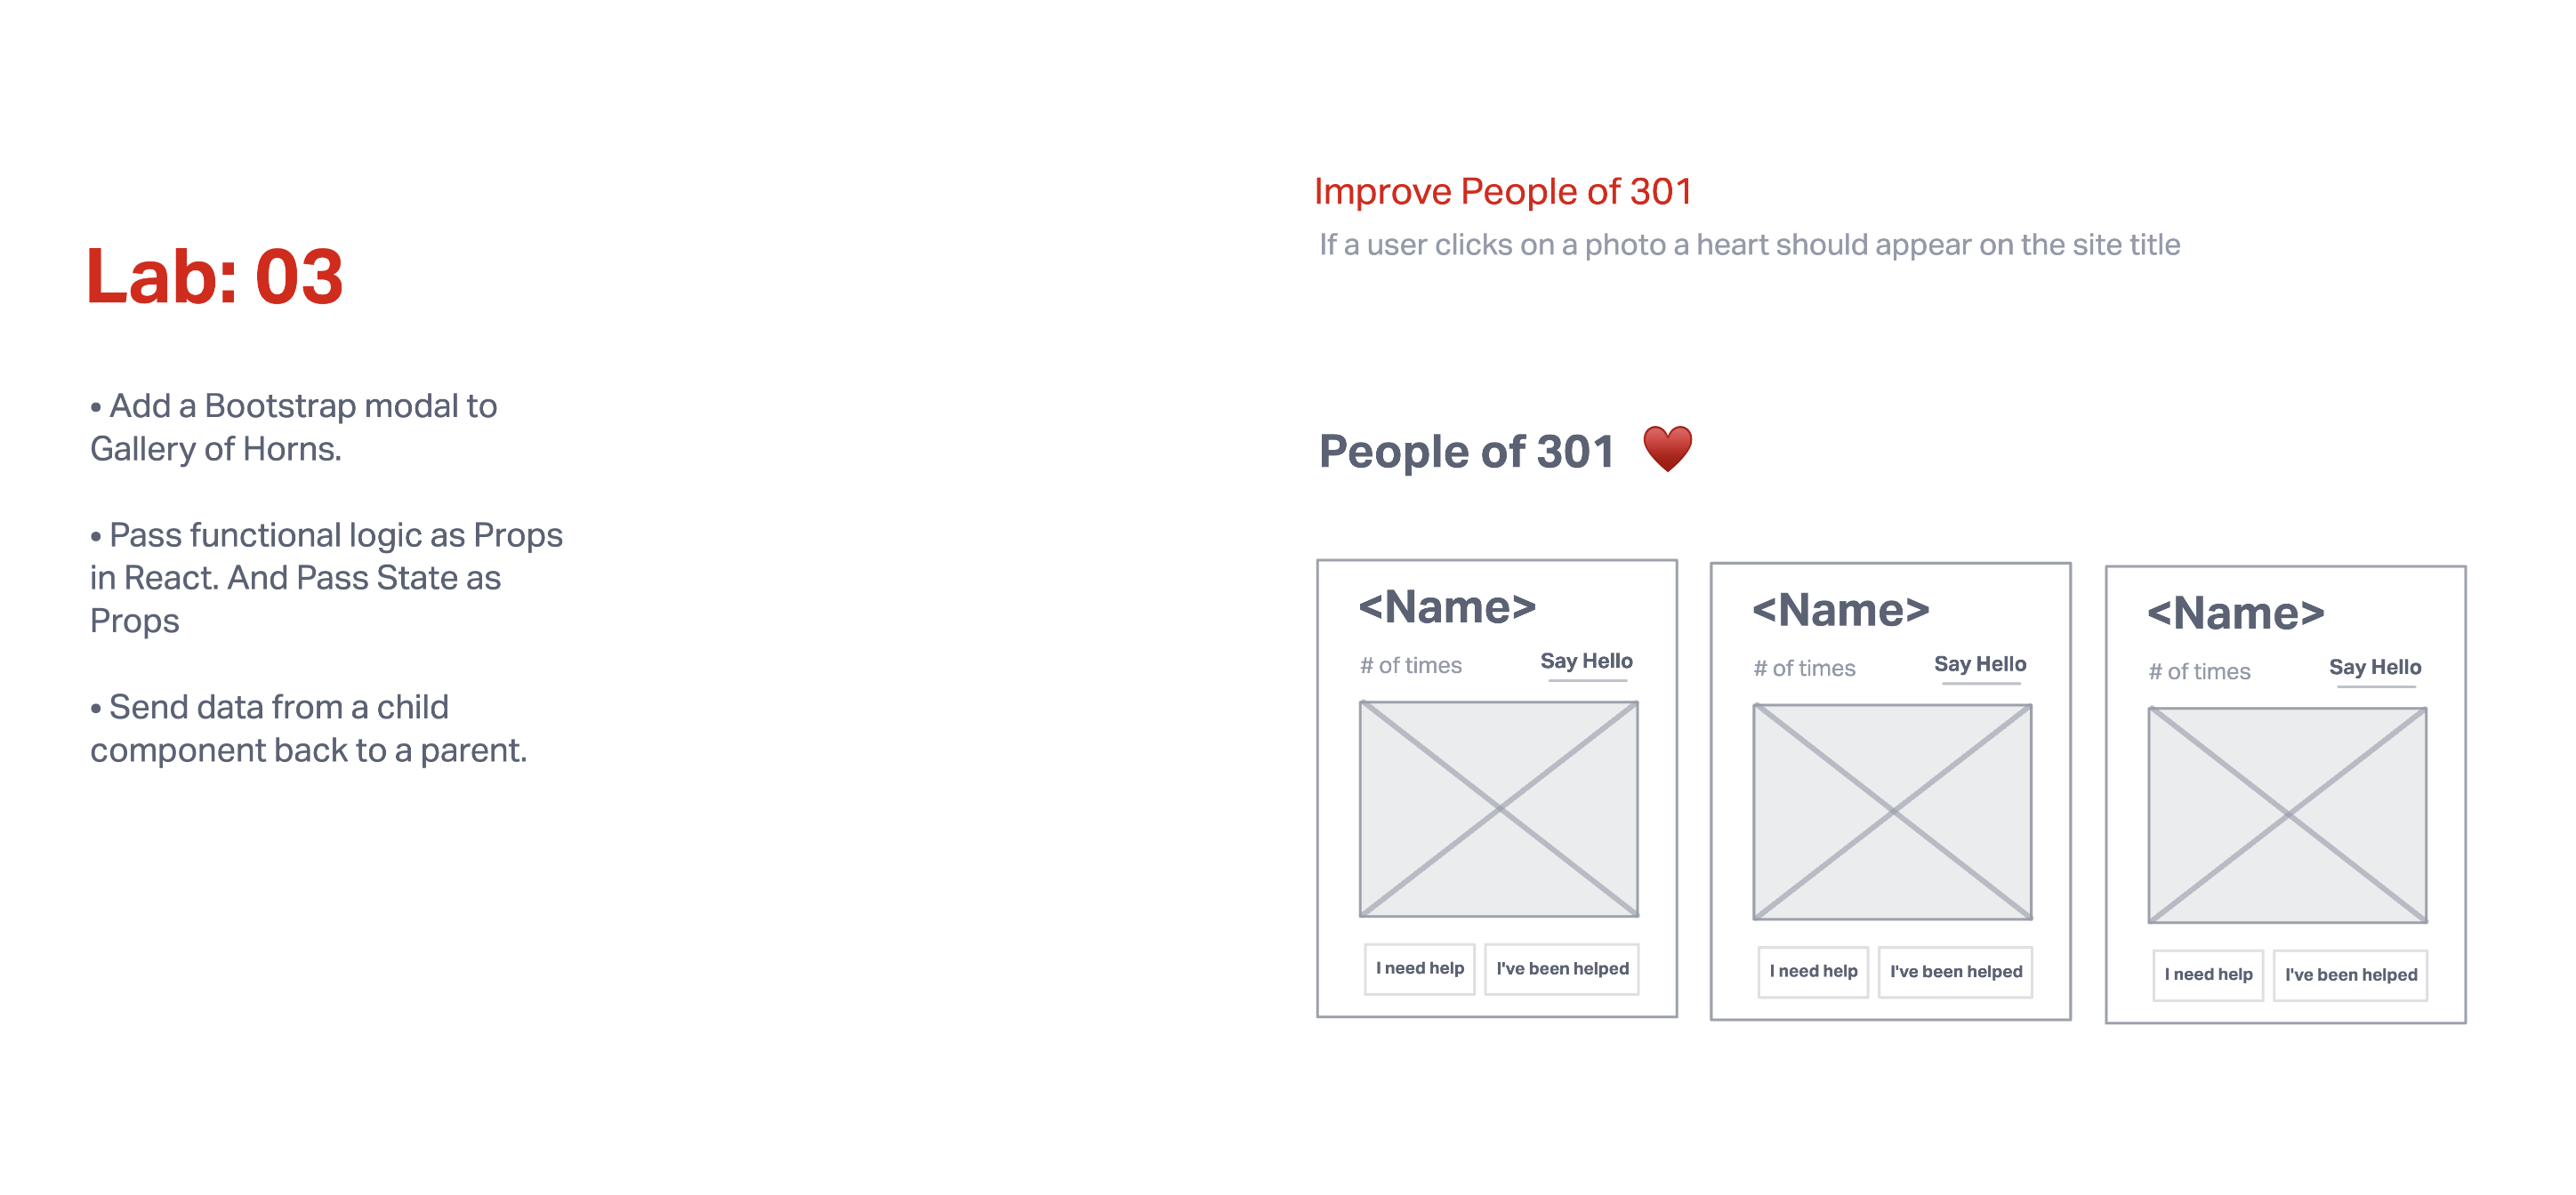 Lab: 03
• Add a Bootstrap modal to
Gallery of Horns.
• Pass functional logic as Props
in React. And Pass State as
Props
• Send data from a child
component back to a parent.
Improve People of 301
If a user clicks on a photo a heart should appear on the site title
People of 301
<Name>
# of times
Say Hello
I need help
I've been helped
<Name>
# of times
Say Hello
I need help
I've been helped
<Name>
# of times
Say Hello
I need help
I've been helped